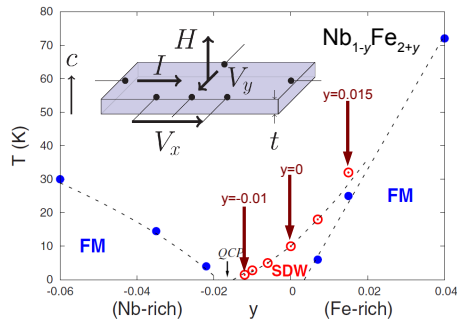 80
70
60
50
40
30
20
10
0
T (K)
-0.06
-0.04
-0.02
0
0.02
0.04
(Nb-rich)
y
(Fe-rich)
Nb1-yFe2+y
c
H
I
Vy
Vx
t
y=0.015
y=0
y=-0.01
QCP
FM
SDW
FM